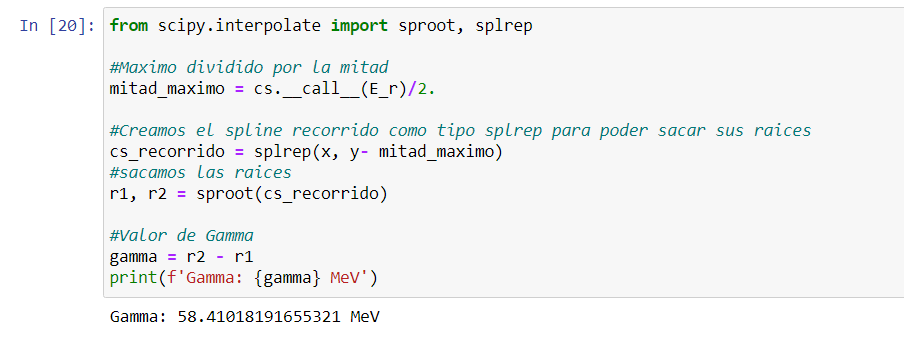 In [20]: from scipy.interpolate import sproot, splrep
#Maximo dividido por la mitad
mitad_maximo = cs.__call__(E_r)/2.
#Creamos el spline recorrido como tipo splrep para poder sacar sus raices
cs_recorrido = splrep(x, y- mitad_maximo)
#sacamos las raices
r1, r2 = sproot(cs_recorrido)
#Valor de Gamma
gamma = r2 - r1
print(f'Gamma: {gamma} MeV')
Gamma: 58.41018191655321 MeV